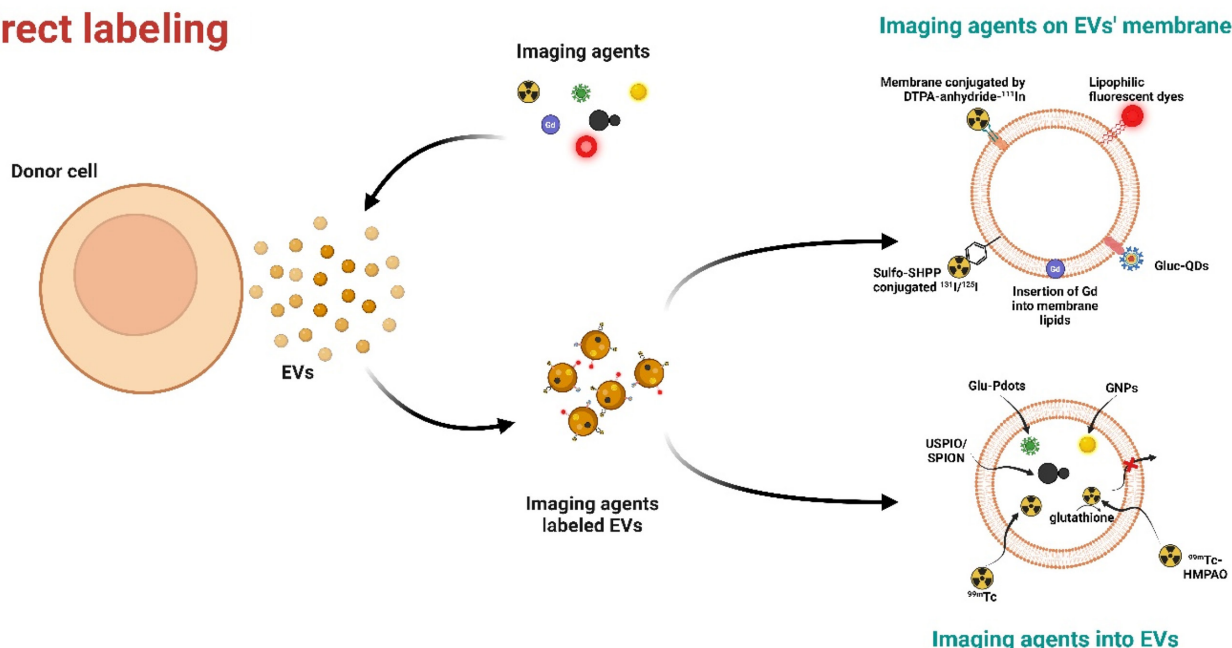 rect labeling
Imaging agents on EVs' membrane
Imaging agents
Gd
Membrane conjugated by
DTPA-anhydride-¹¹¹In
Lipophilic
fluorescent dyes
Donor cell
EVs
Sulfo-SHPP
conjugated ¹³¹I/¹²⁵I
Gd
Insertion of Gd
into membrane
lipids
Gluc-QDs
Imaging agents
labeled EVs
Glu-Pdots
GNPs
USPIO/
SPION
glutathione
⁹⁹ᵐTc
⁹⁹ᵐTc-
HMPAO
Imaging agents into EVs